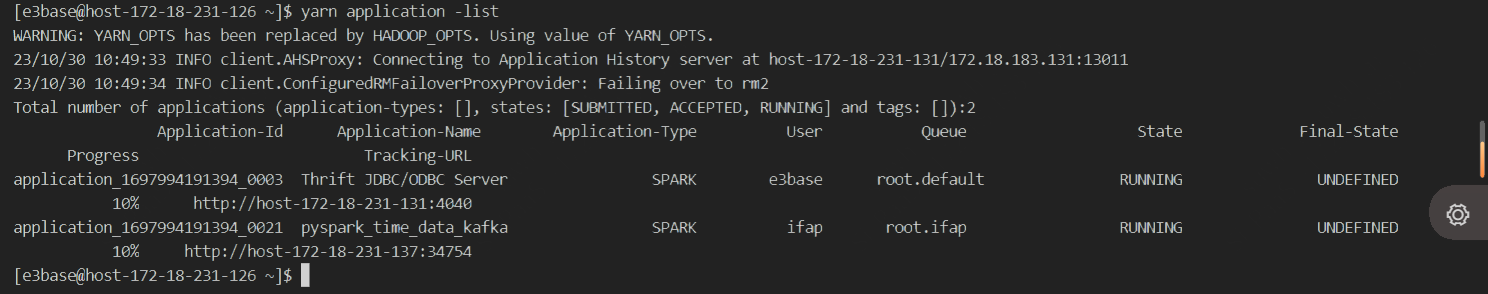 [e3base@host-172-18-231-126 ~]$ yarn application -list
WARNING: YARN_OPTS has been replaced by HADOOP_OPTS. Using value of YARN_OPTS.
23/10/30 10:49:33 INFO client.AHSProxy: Connecting to Application History server at host-172-18-231-131/172.18.183.131:13011
23/10/30 10:49:34 INFO client.ConfiguredRMFailoverProxyProvider: Failing over to rm2
Total number of applications (application-types: [], states: [SUBMITTED, ACCEPTED, RUNNING] and tags: []):2
Application-Id Application-Name Application-Type User Queue State Final-State
Progress Tracking-URL
application_1697994191394_0003 Thrift JDBC/ODBC Server SPARK e3base root.default RUNNING UNDEFINED
10% http://host-172-18-231-131:4040
application_1697994191394_0021 pyspark_time_data_kafka SPARK ifap root.ifap RUNNING UNDEFINED
10% http://host-172-18-231-137:34754
[e3base@host-172-18-231-126 ~]$